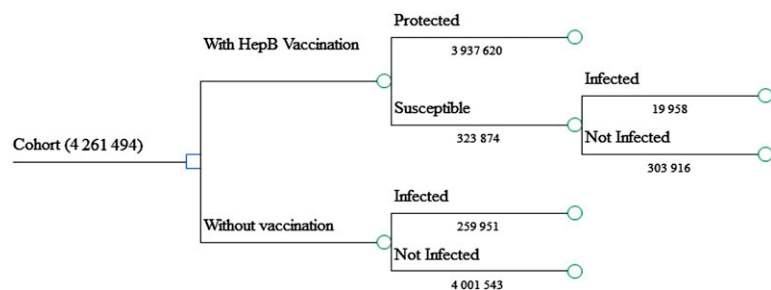 Protected
With HepB Vaccination
3 937 620
Infected
Susceptible
19 958
Cohort (4 261 494)
323 874
Not Infected
303 916
Infected
Without vaccination
259 951
Not Infected
4 001 543